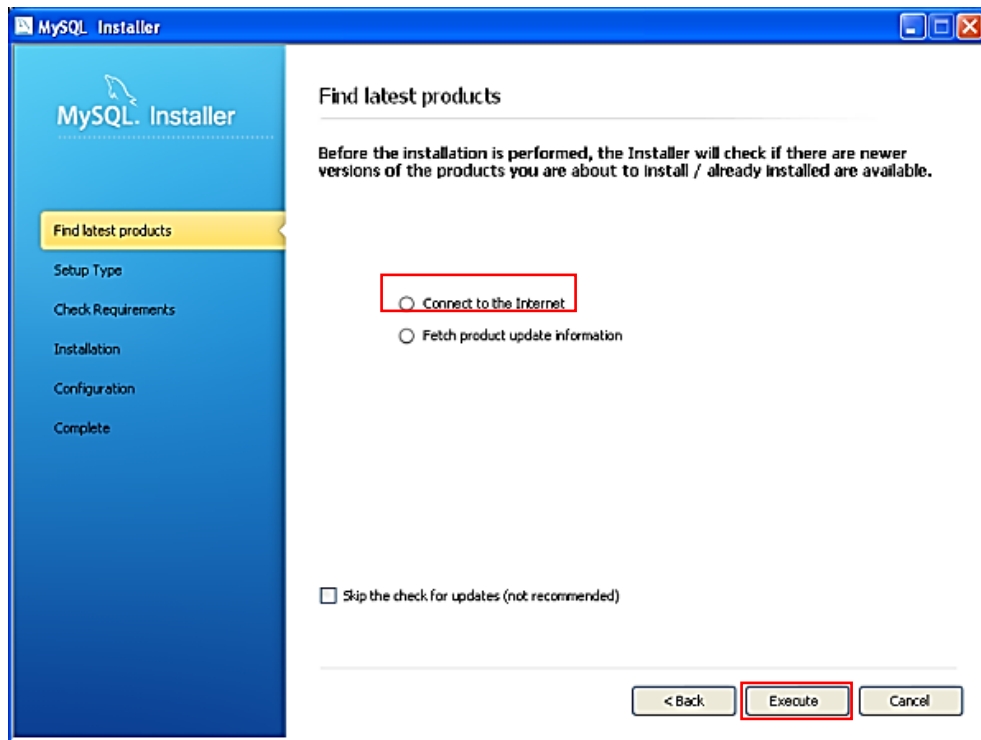 MySQL Installer
MySQL. Installer
Find latest products
Setup Type
Check Requirements
Installation
Configuration
Complete
Find latest products
Before the installation is performed, the Installer will check if there are newer
versions of the products you are about to install / already installed are available.
Connect to the Internet
Fetch product update information
Skip the check for updates (not recommended)
< Back
Execute
Cancel